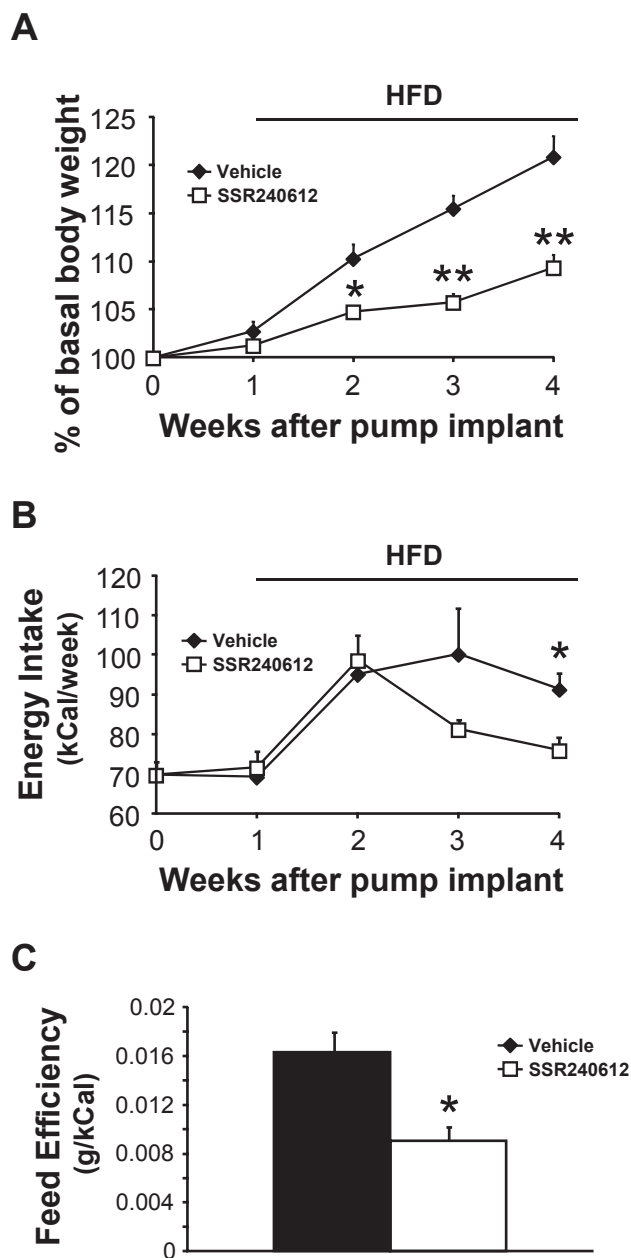 A
HFD
% of basal body weight
125
120
115
110
105
100
Vehicle
SSR240612
*
**
**
0 1 2 3 4
Weeks after pump implant
B
HFD
Energy Intake
(kCal/week)
120
110
100
90
80
70
60
Vehicle
SSR240612
*
0 1 2 3 4
Weeks after pump implant
C
Feed Efficiency
(g/kCal)
0.02
0.016
0.012
0.008
0.004
0
Vehicle
SSR240612
*